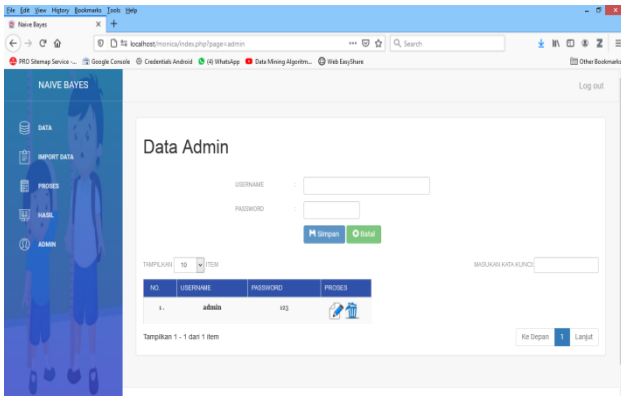 File Edit View History Bookmarks Tools Help
Naive Bayes
localhost/monica/index.php?page=admin
Search
PRO Sitemap Service -... Google Console Credentials Android (4) WhatsApp Data Mining Algoritm... Web EasyShare Other Bookmarks
NAIVE BAYES
Log out
DATA
IMPORT DATA
PROSES
HASIL
ADMIN
Data Admin
USERNAME :
PASSWORD :
Simpan Batal
TAMPILKAN 10 ITEM
MASUKAN KATA KUNCI
NO. USERNAME PASSWORD PROSES
1. admin 123
Tampilkan 1 - 1 dari 1 item
Ke Depan 1 Lanjut